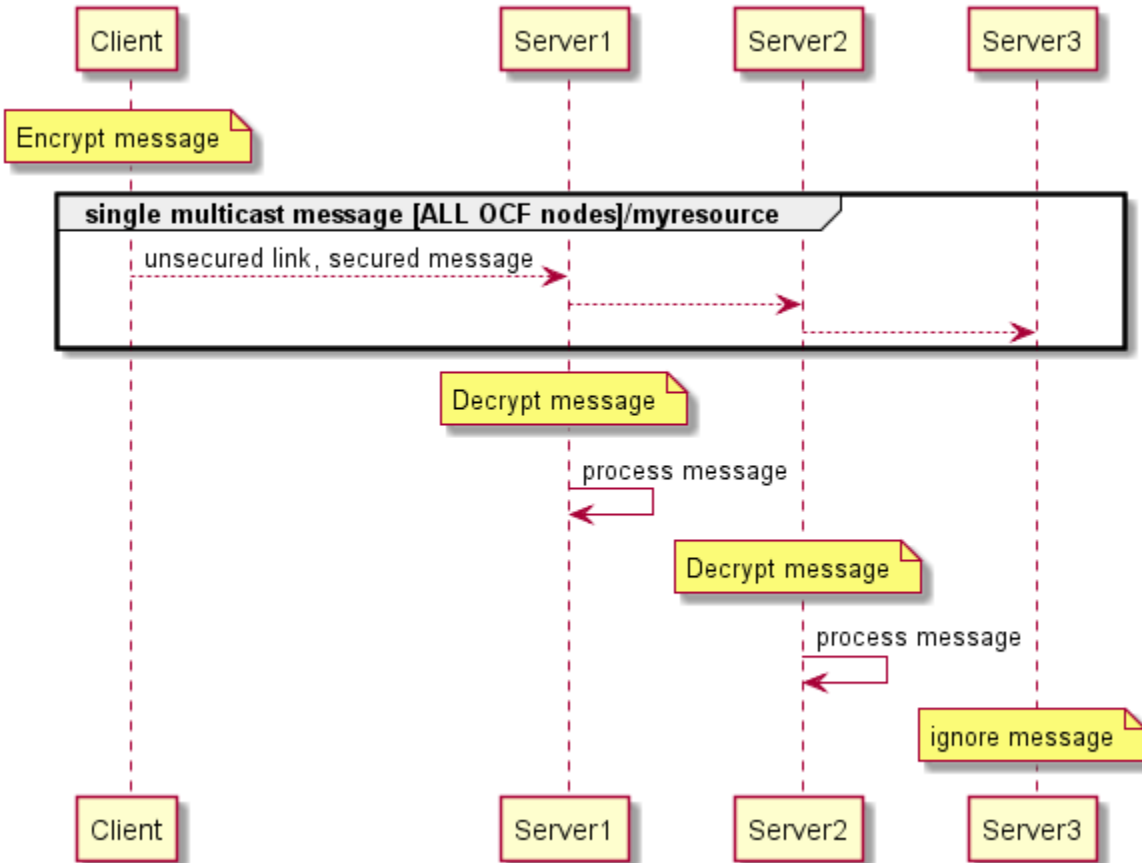 Client
Server1
Server2
Server3
Encrypt message
single multicast message [ALL OCF nodes]/myresource
unsecured link, secured message
Decrypt message
process message
Decrypt message
process message
ignore message
Client
Server1
Server2
Server3